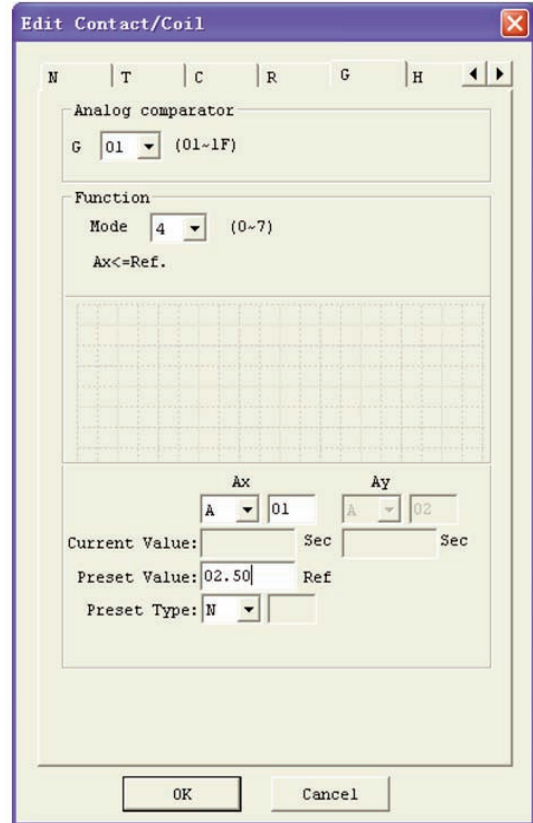 Edit Contact/Coil
N T C R G H
Analog comparator
G 01 (01~1F)
Function
Mode 4 (0~7)
Ax<=Ref.
Ax Ay
A 01 A 02
Current Value: Sec Sec
Preset Value: 02.50 Ref
Preset Type: N
OK Cancel